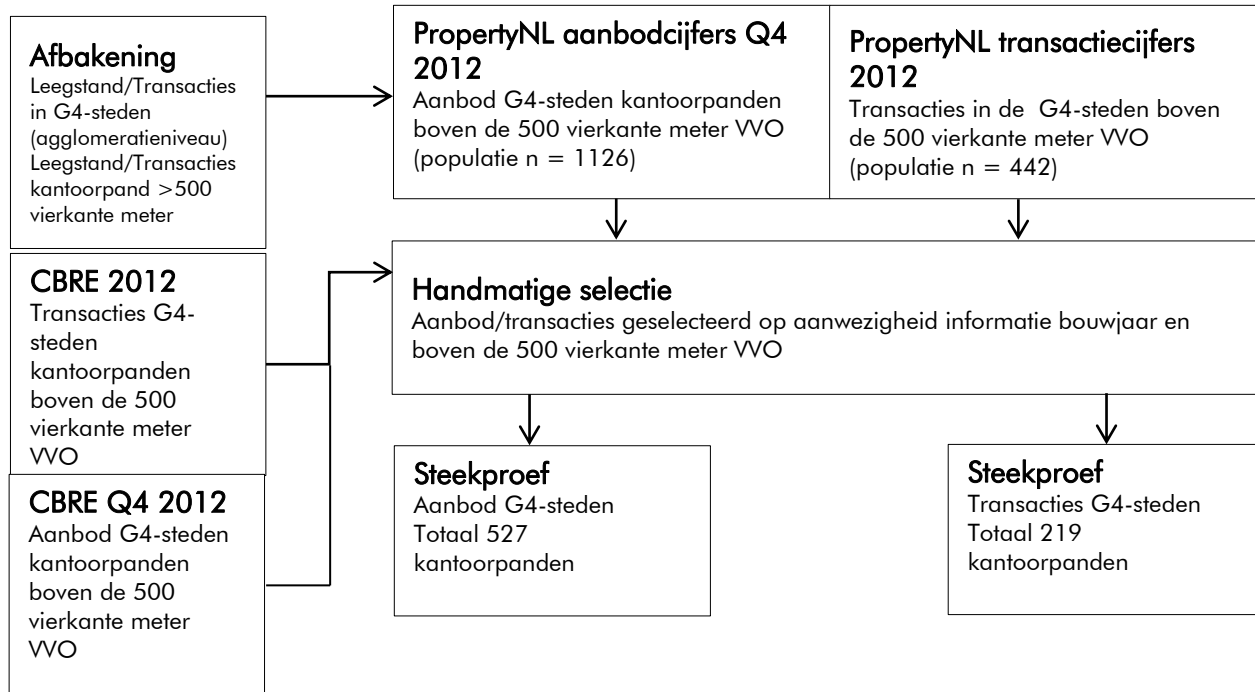 Afbakening
Leegstand/Transacties
in G4-steden
(agglomeratieniveau)
Leegstand/Transacties
kantoorpand >500
vierkante meter
PropertyNL aanbodcijfers Q4
2012
Aanbod G4-steden kantoorpanden
boven de 500 vierkante meter VVO
(populatie n = 1126)
PropertyNL transactiecijfers
2012
Transacties in de  G4-steden boven
de 500 vierkante meter VVO
(populatie n = 442)
CBRE 2012
Transacties G4-
steden
kantoorpanden
boven de 500
vierkante meter
VVO
Handmatige selectie
Aanbod/transacties geselecteerd op aanwezigheid informatie bouwjaar en
boven de 500 vierkante meter VVO
CBRE Q4 2012
Aanbod G4-steden
kantoorpanden
boven de 500
vierkante meter
VVO
Steekproef
Aanbod G4-steden
Totaal 527
kantoorpanden
Steekproef
Transacties G4-steden
Totaal 219
kantoorpanden